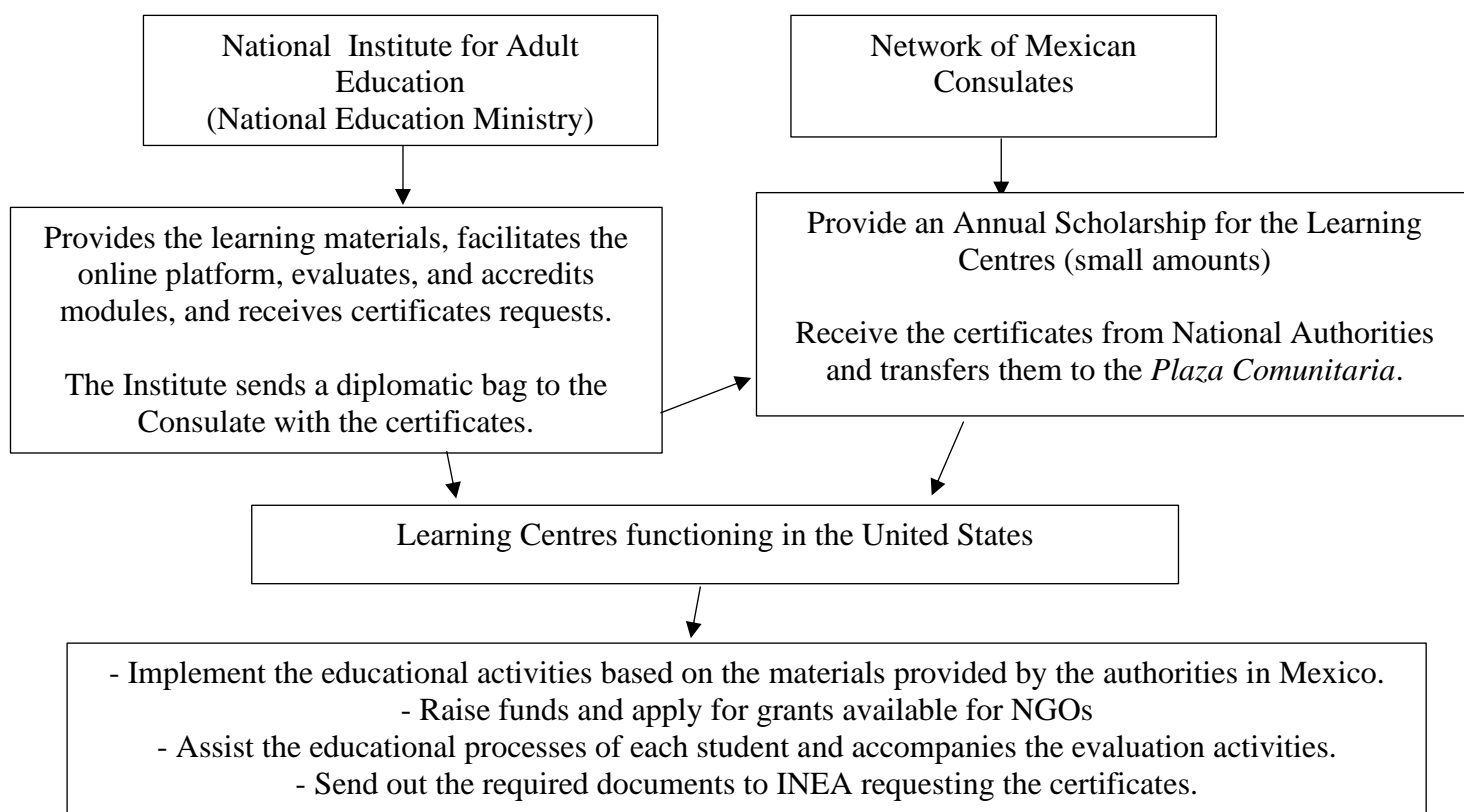 National Institute for Adult
Education
(National Education Ministry)
Network of Mexican
Consulates
Provides the learning materials, facilitates the
online platform, evaluates, and accredits
modules, and receives certificates requests.
The Institute sends a diplomatic bag to the
Consulate with the certificates.
Provide an Annual Scholarship for the Learning
Centres (small amounts)
Receive the certificates from National Authorities
and transfers them to the Plaza Comunitaria.
Learning Centres functioning in the United States
- Implement the educational activities based on the materials provided by the authorities in Mexico.
- Raise funds and apply for grants available for NGOs
- Assist the educational processes of each student and accompanies the evaluation activities.
- Send out the required documents to INEA requesting the certificates.